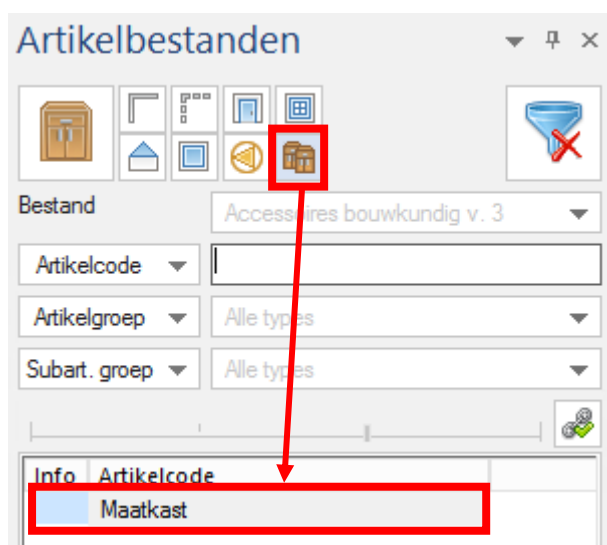 Artikelbestanden
Bestand
Accessoires bouwkundig v. 3
Artikelcode
Artikelgroep
Alle types
Subart. groep
Alle types
Info Artikelcode
Maatkast